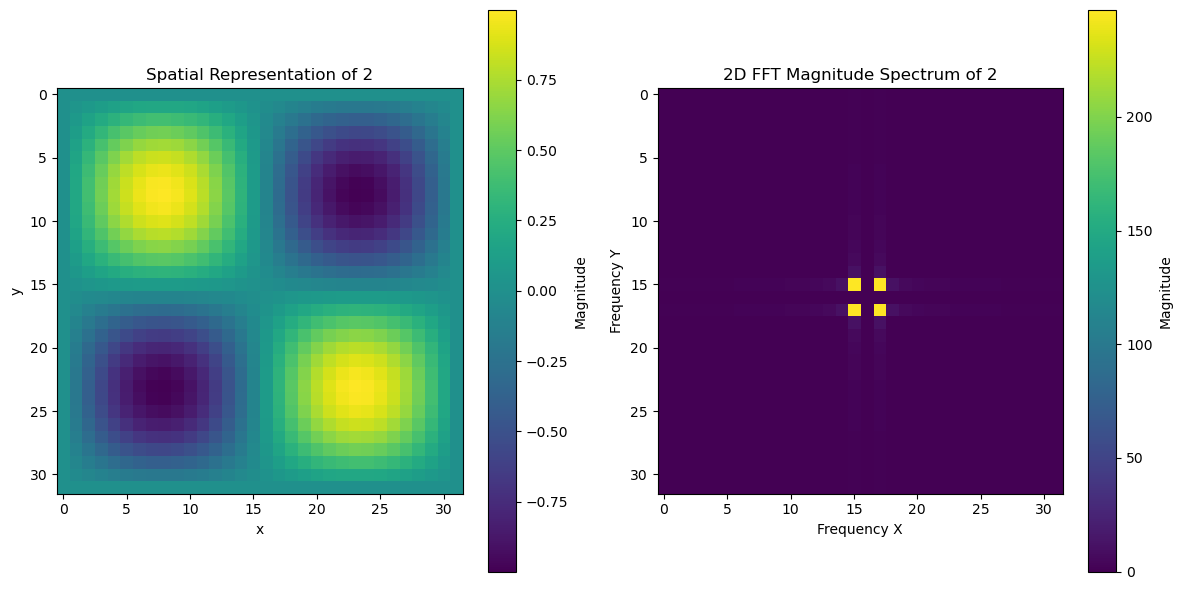 Spatial Representation of 2
0
5
10
15
20
25
30
y
0 5 10 15 20 25 30
x
0.75
0.50
0.25
0.00
−0.25
−0.50
−0.75
Magnitude
2D FFT Magnitude Spectrum of 2
0
5
10
15
20
25
30
Frequency Y
0 5 10 15 20 25 30
Frequency X
200
150
100
50
0
Magnitude